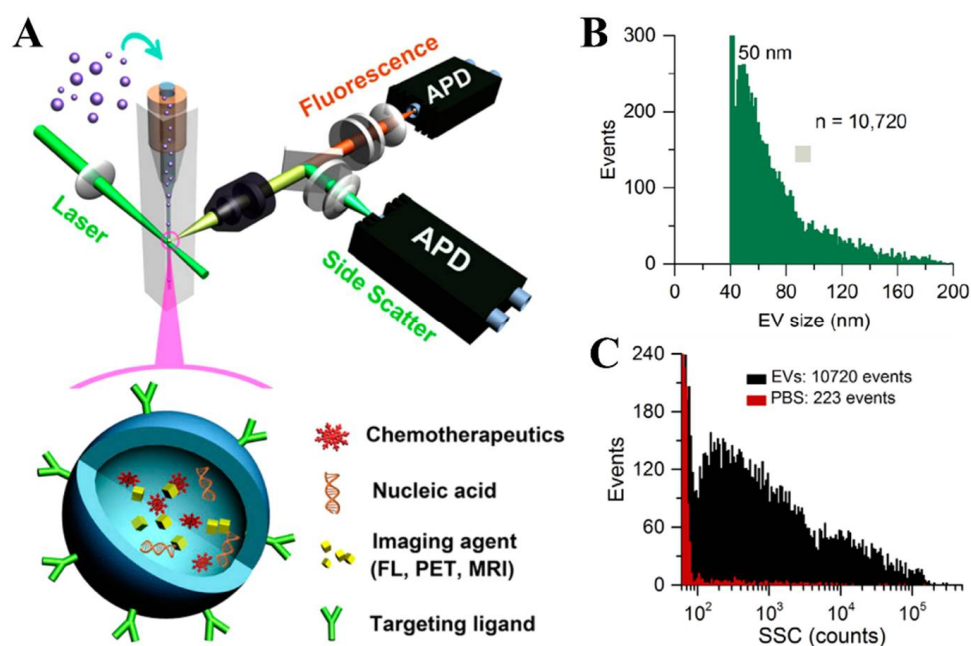 A
Laser
Fluorescence
APD
Side Scatter
APD
Chemotherapeutics
Nucleic acid
Imaging agent
(FL, PET, MRI)
Targeting ligand
B
300
200
100
0
Events
50 nm
n = 10,720
0 40 80 120 160 200
EV size (nm)
C
240
180
120
60
0
Events
EVs: 10720 events
PBS: 223 events
10² 10³ 10⁴ 10⁵
SSC (counts)